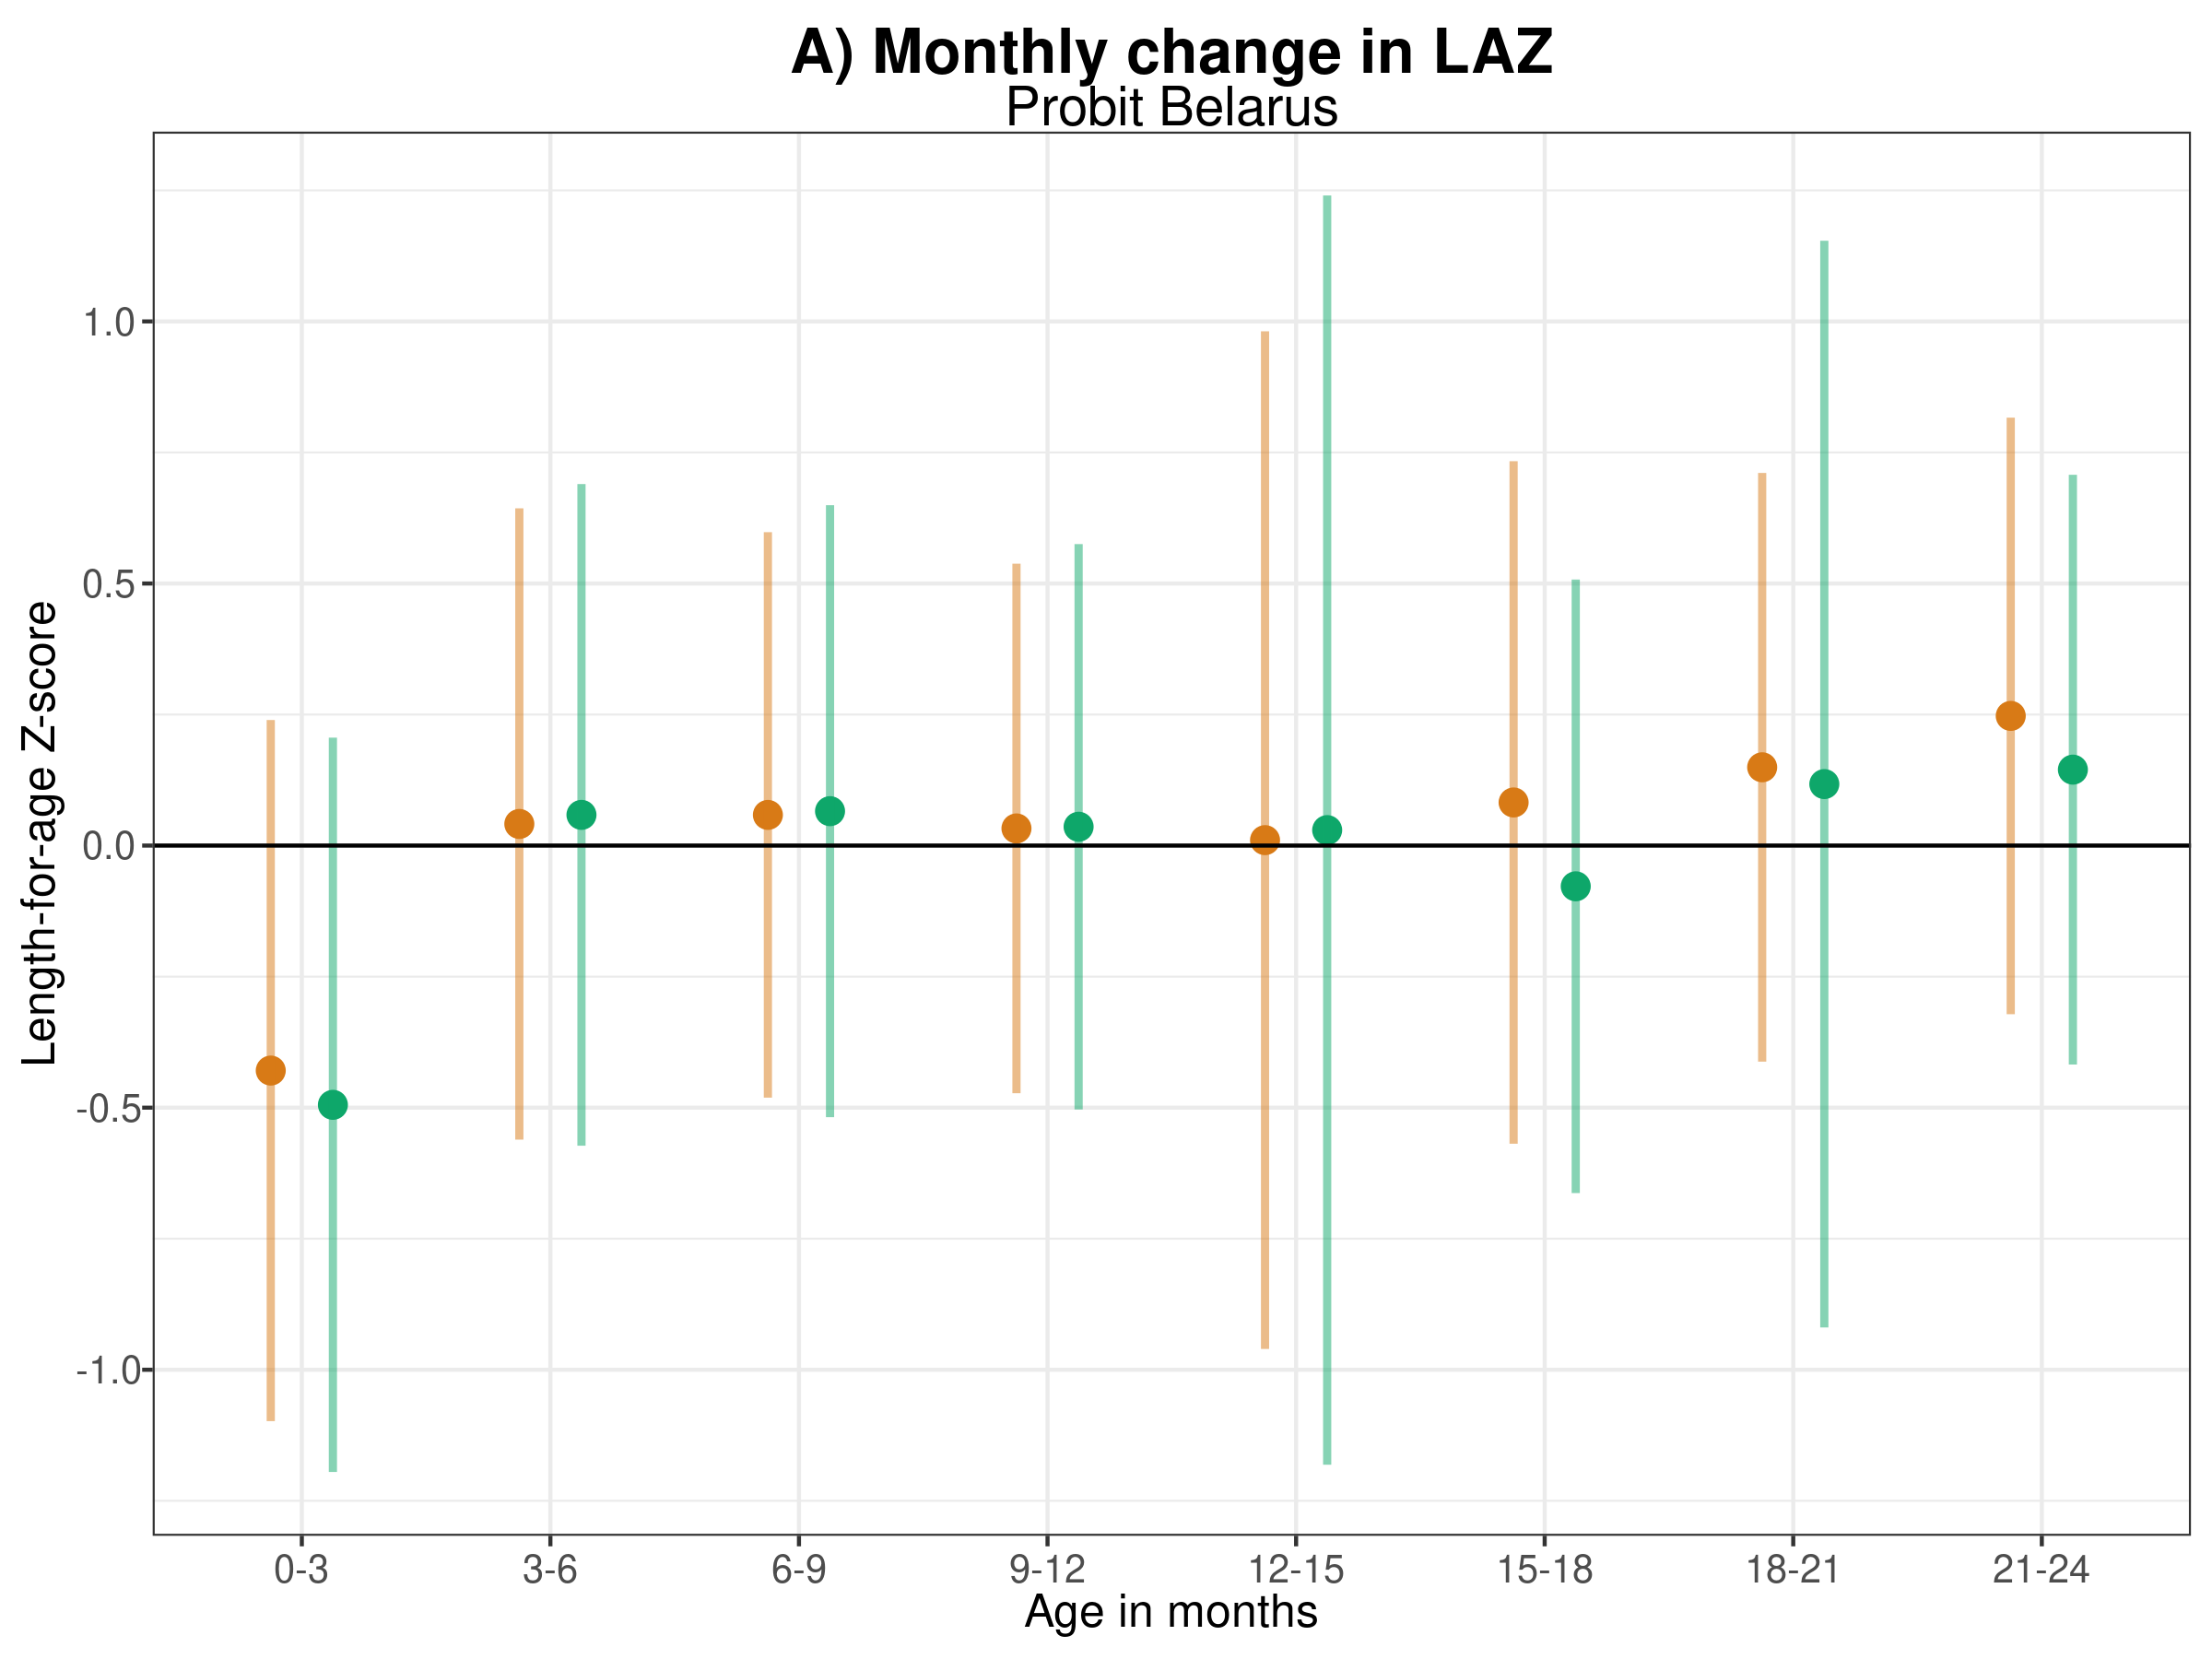 A) Monthly change in LAZ
Probit Belarus
Length-for-age Z-score
1.0
0.5
0.0
-0.5
-1.0
0-3 3-6 6-9 9-12 12-15 15-18 18-21 21-24
Age in months